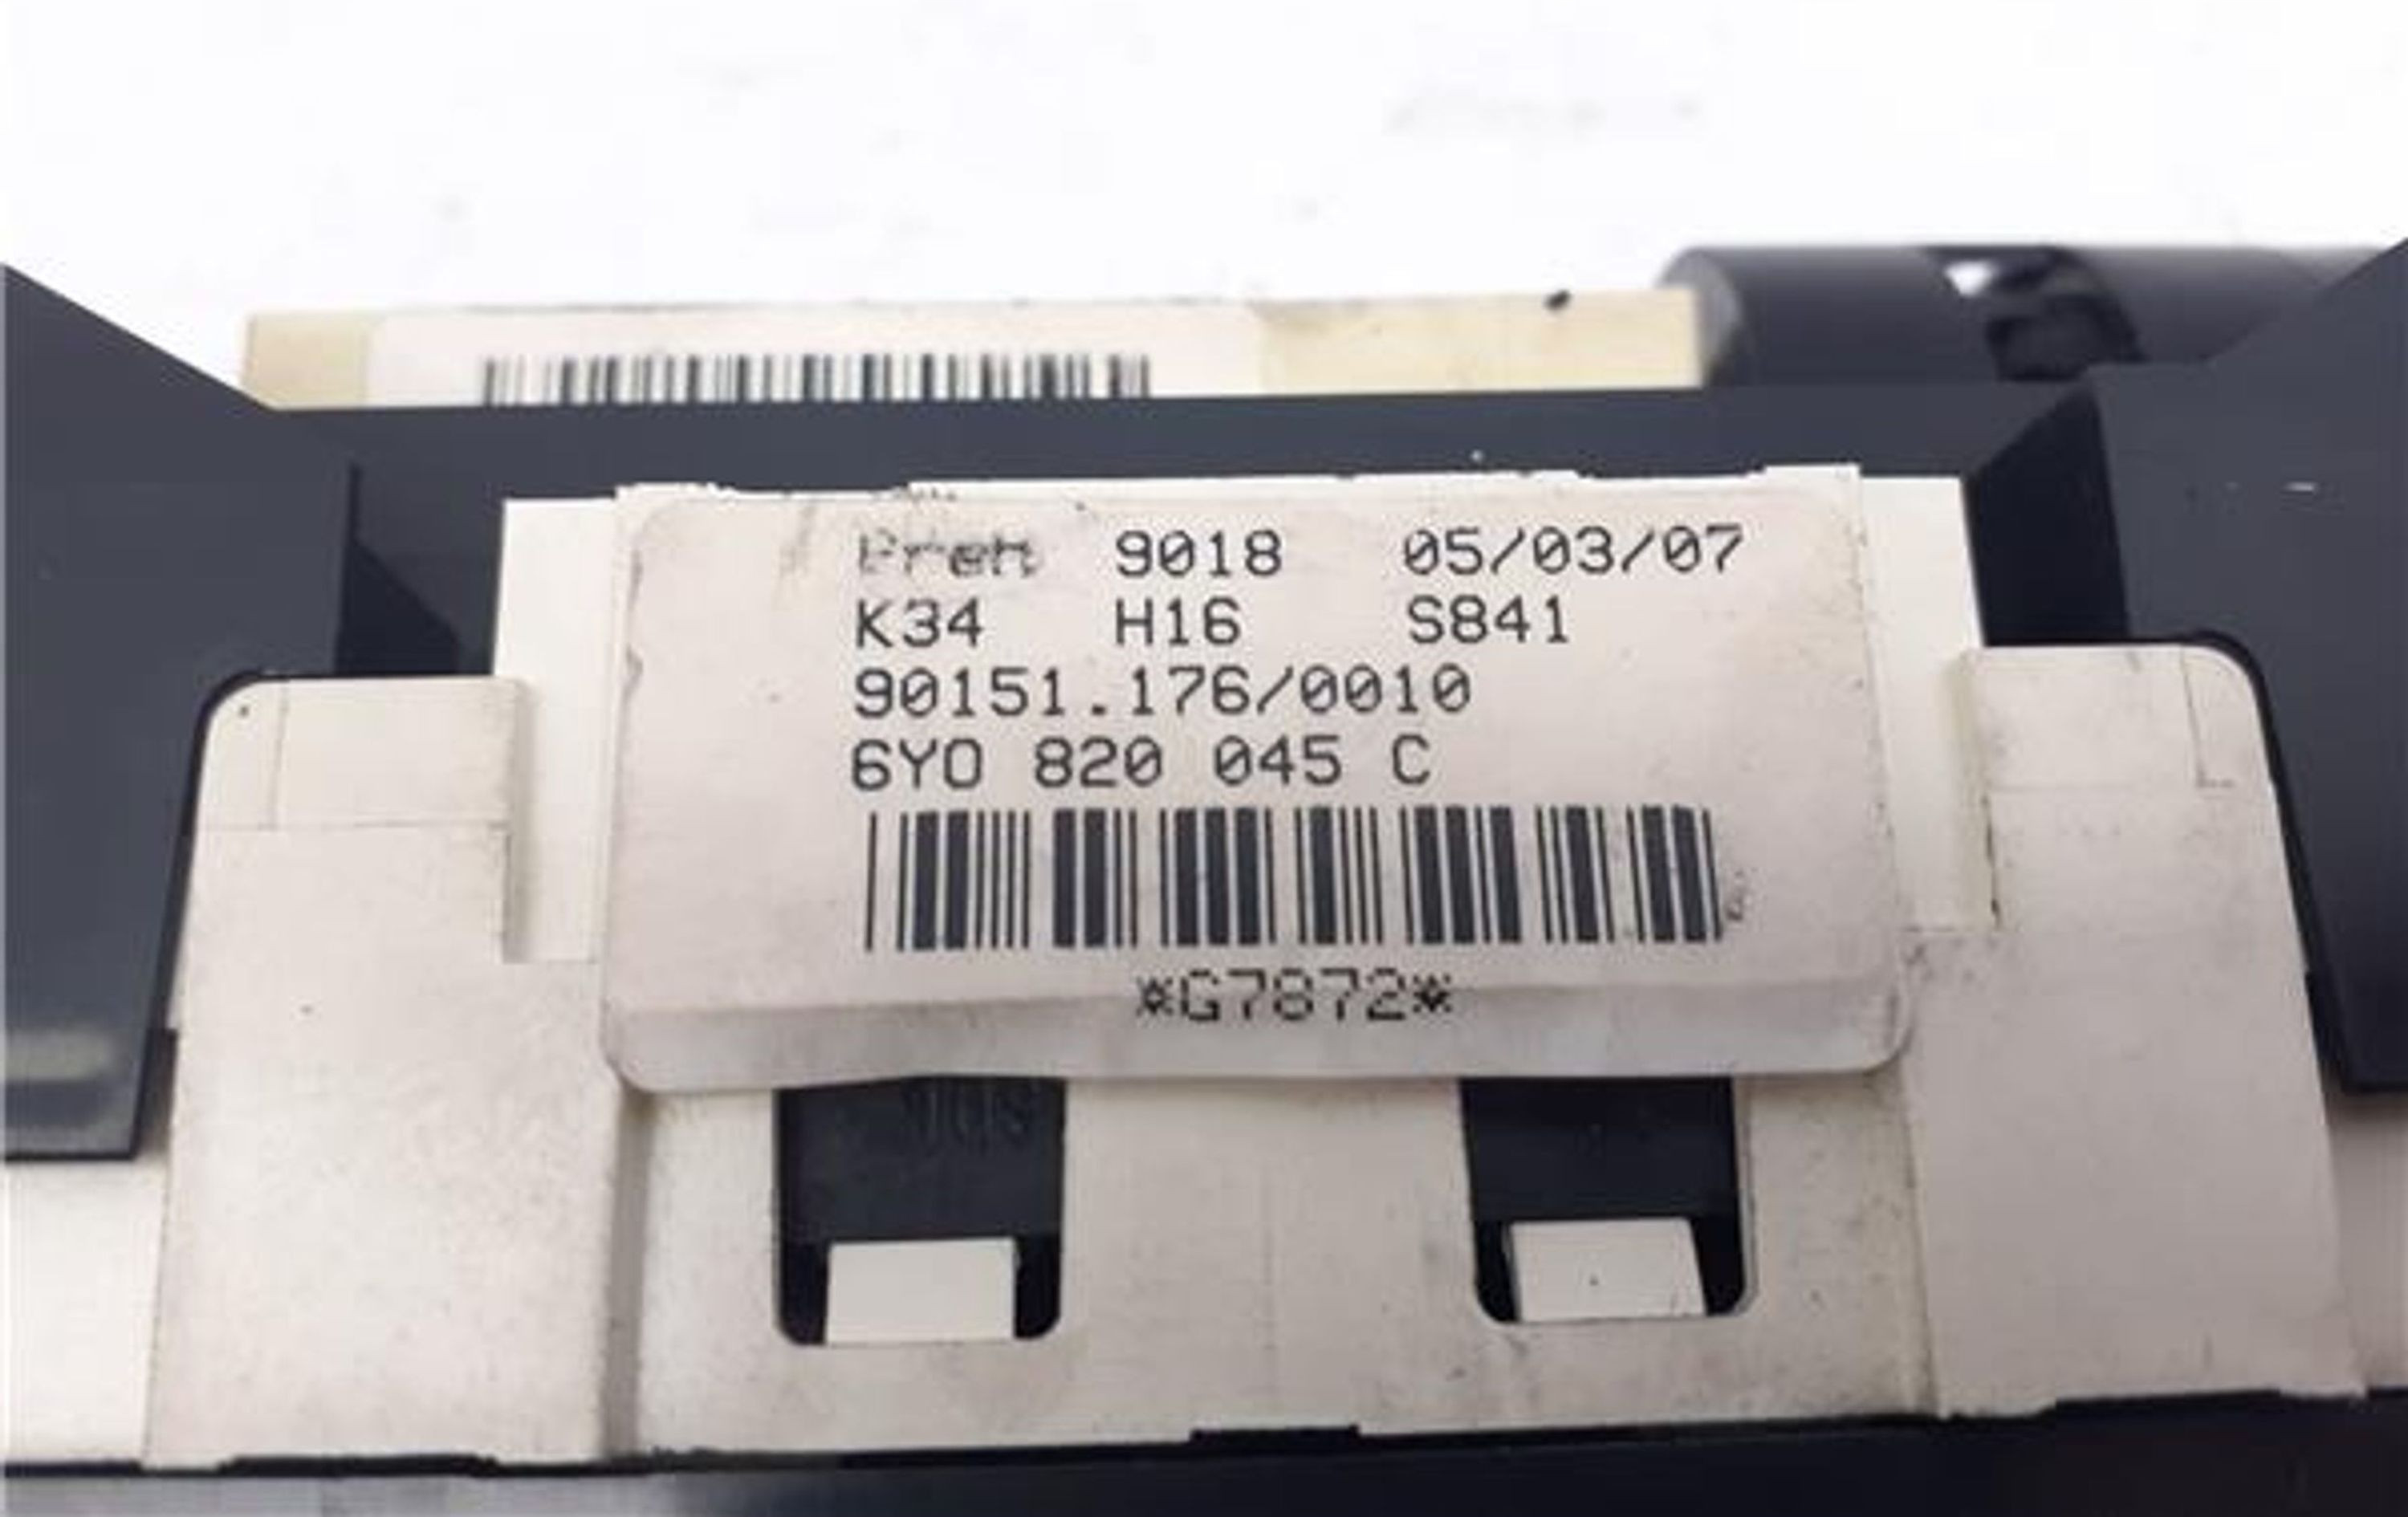 Preh 9018 05/03/07
K34 H16 S841
90151.176/0010
6Y0 820 045 C
*G7872*